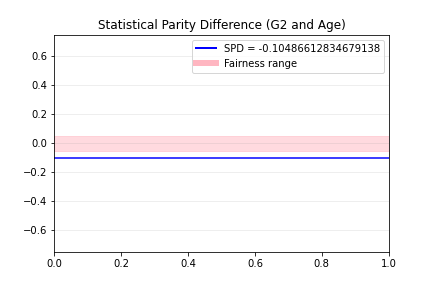 Statistical Parity Difference (G2 and Age)
SPD = -0.10486612834679138
Fairness range
0.6
0.4
0.2
0.0
−0.2
−0.4
−0.6
0.0 0.2 0.4 0.6 0.8 1.0